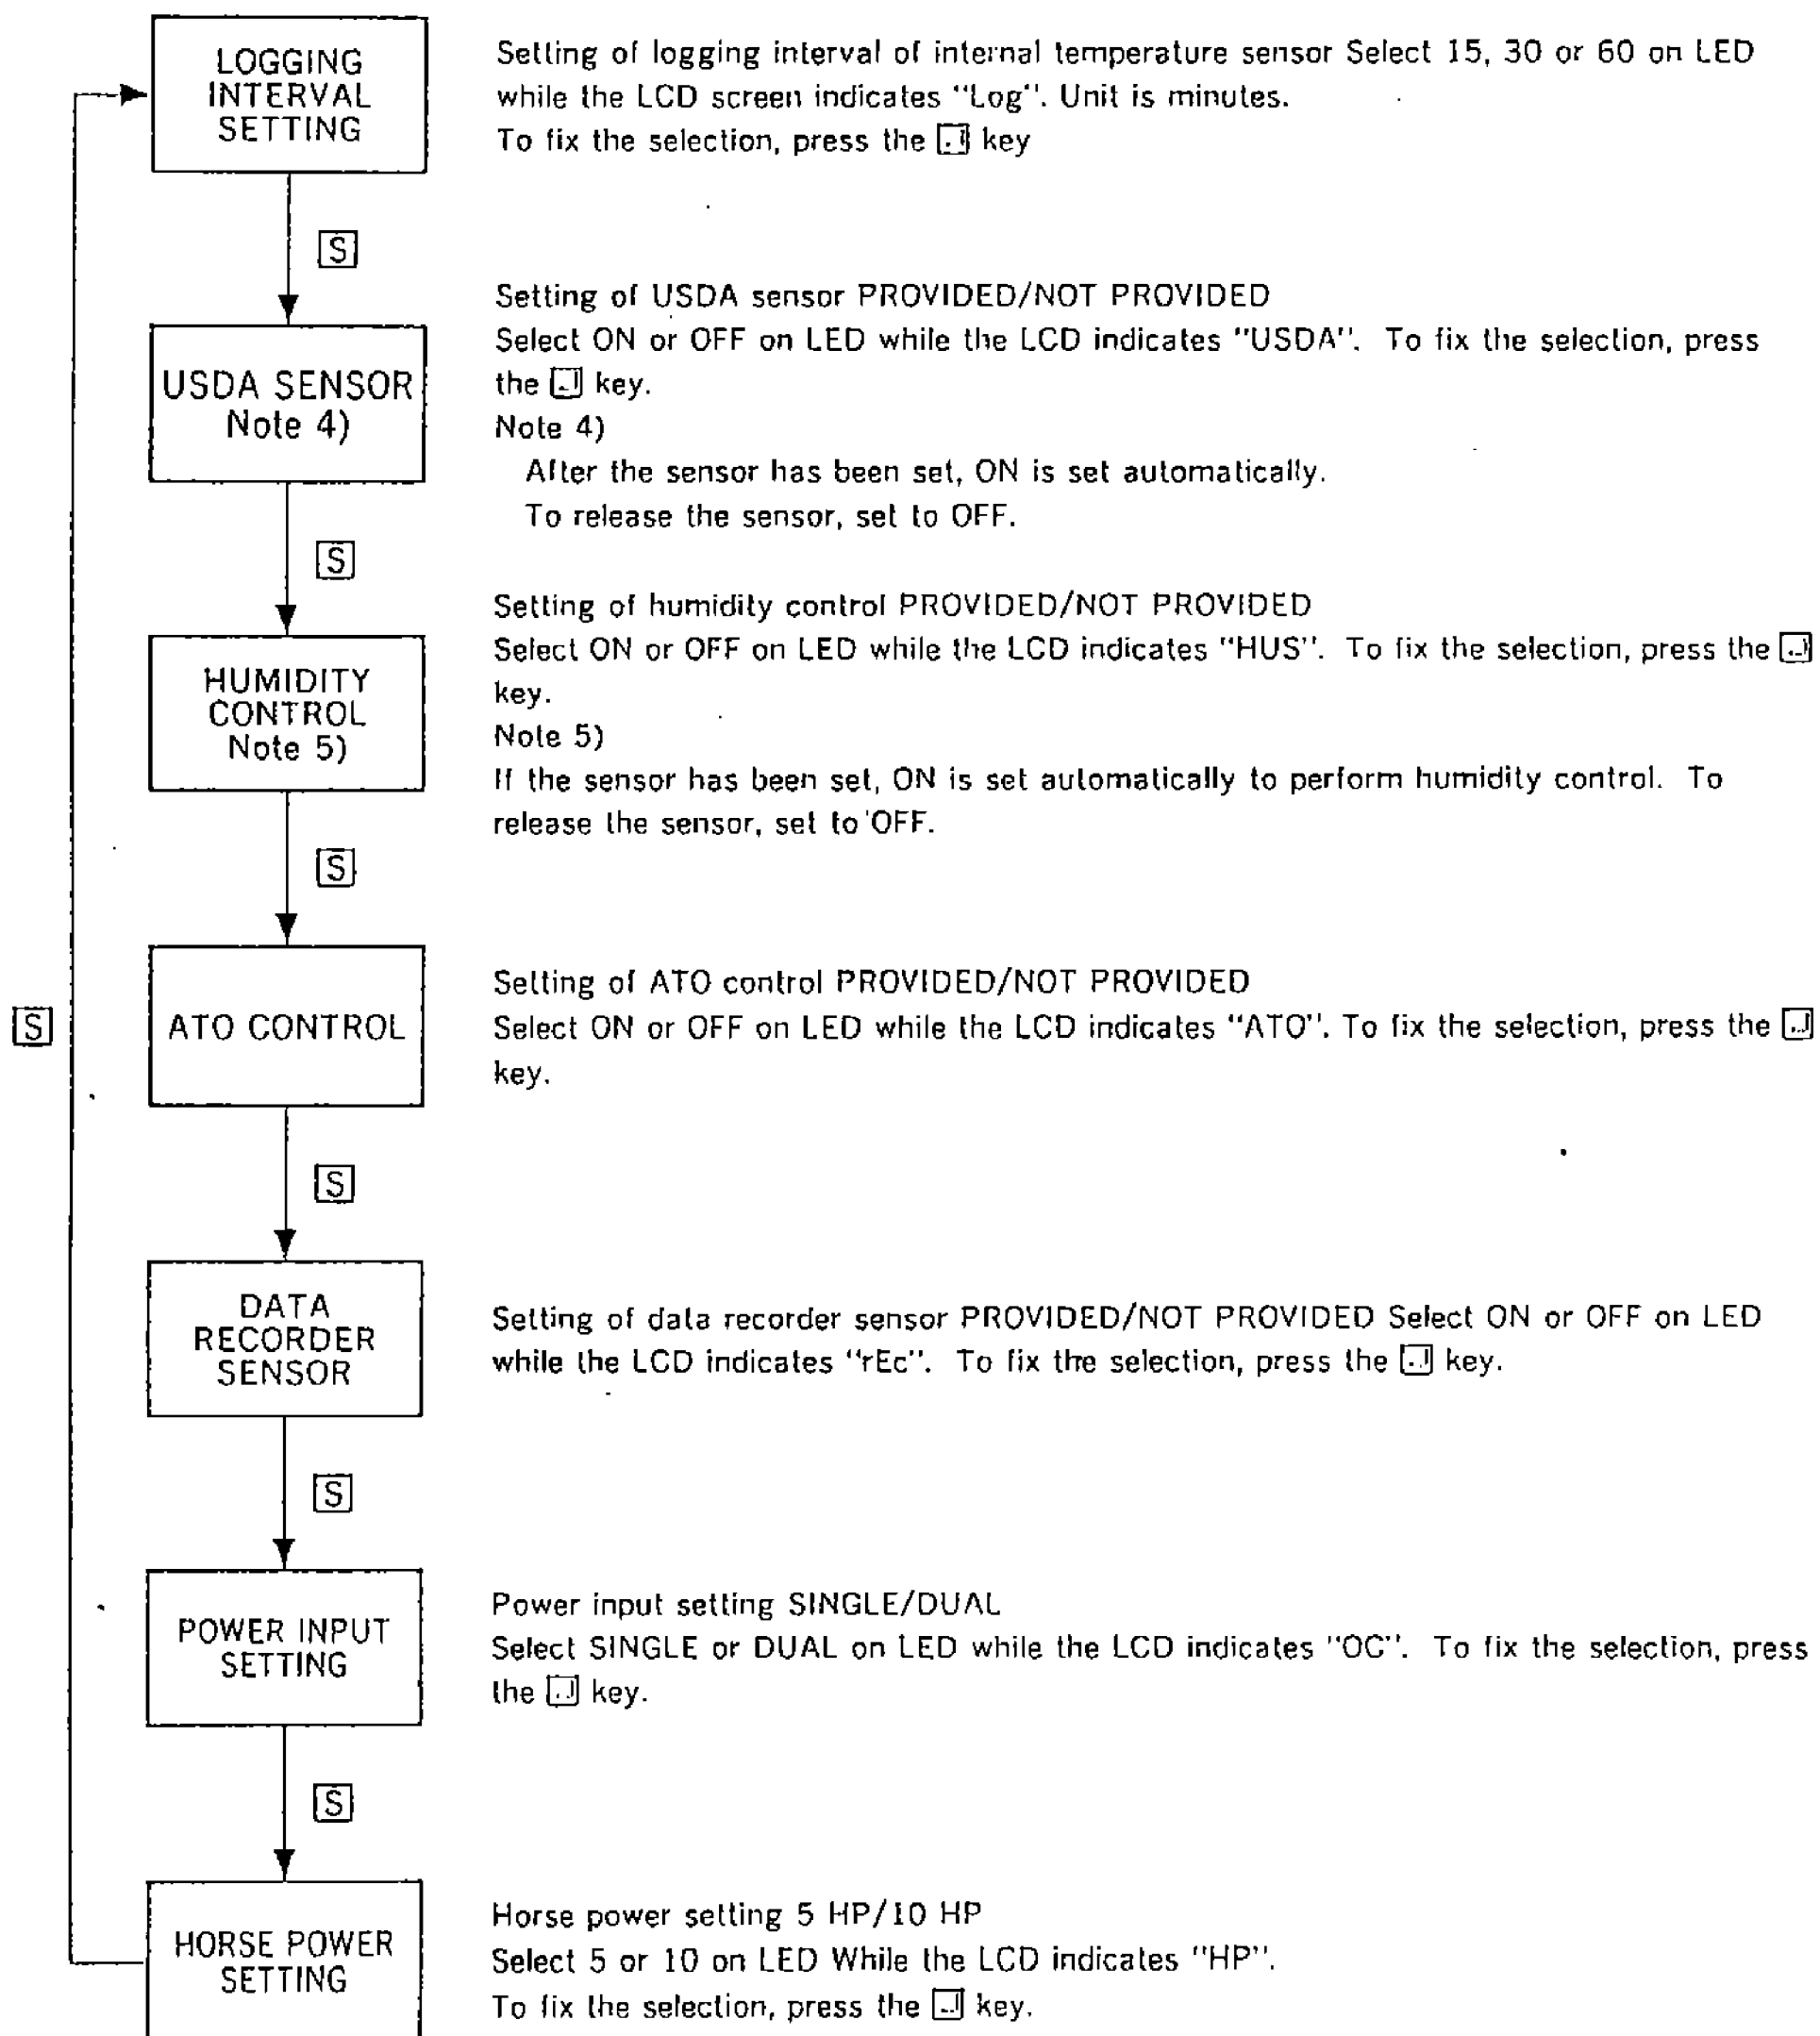 LOGGING
INTERVAL
SETTING
Setting of logging interval of internal temperature sensor Select 15, 30 or 60 on LED
while the LCD screen indicates "Log". Unit is minutes.
To fix the selection, press the key
S
USDA SENSOR
Note 4)
Setting of USDA sensor PROVIDED/NOT PROVIDED
Select ON or OFF on LED while the LCD indicates "USDA". To fix the selection, press
the key.
Note 4)
After the sensor has been set, ON is set automatically.
To release the sensor, set to OFF.
S
HUMIDITY
CONTROL
Note 5)
Setting of humidity control PROVIDED/NOT PROVIDED
Select ON or OFF on LED while the LCD indicates "HUS". To fix the selection, press the
key.
Note 5)
If the sensor has been set, ON is set automatically to perform humidity control. To
release the sensor, set to OFF.
S
S
ATO CONTROL
Setting of ATO control PROVIDED/NOT PROVIDED
Select ON or OFF on LED while the LCD indicates "ATO". To fix the selection, press the
key.
S
DATA
RECORDER
SENSOR
Setting of data recorder sensor PROVIDED/NOT PROVIDED Select ON or OFF on LED
while the LCD indicates "rEc". To fix the selection, press the key.
S
POWER INPUT
SETTING
Power input setting SINGLE/DUAL
Select SINGLE or DUAL on LED while the LCD indicates "OC". To fix the selection, press
the key.
S
HORSE POWER
SETTING
Horse power setting 5 HP/10 HP
Select 5 or 10 on LED While the LCD indicates "HP".
To fix the selection, press the key.